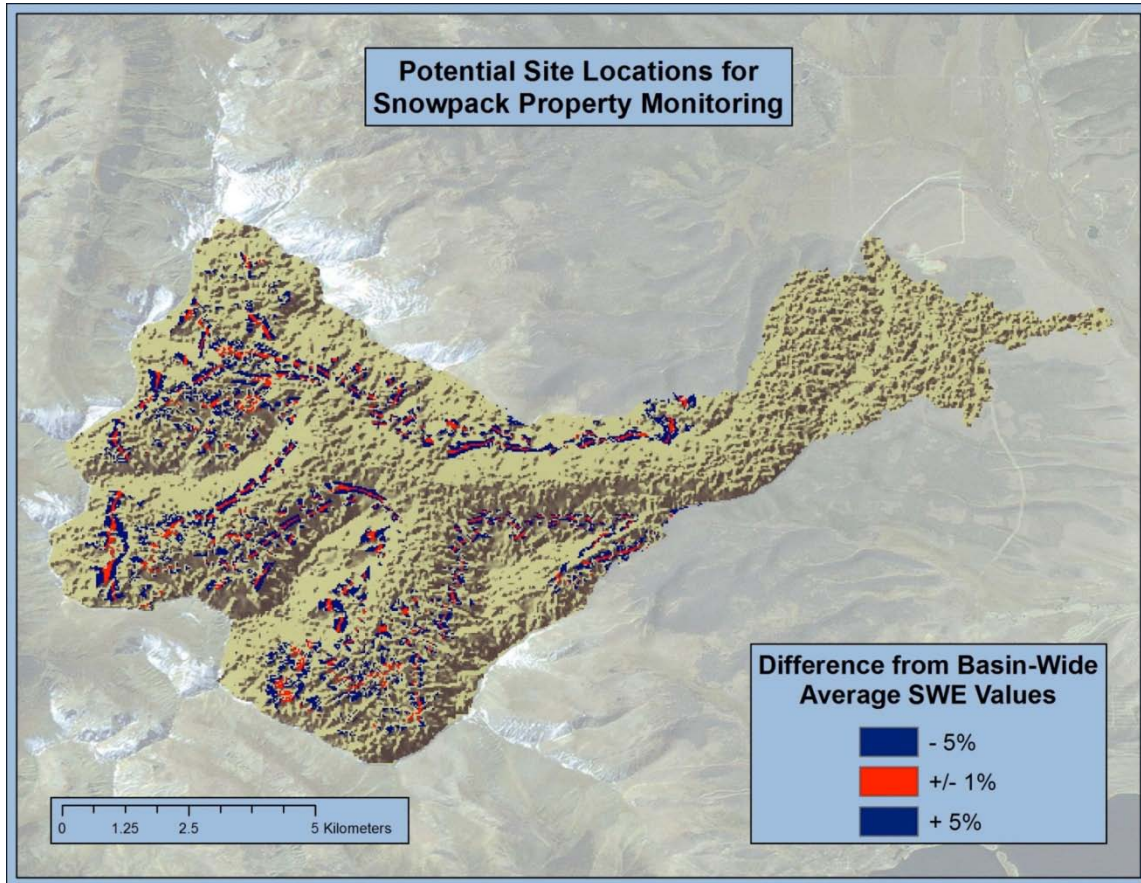 Potential Site Locations for
Snowpack Property Monitoring
Difference from Basin-Wide
Average SWE Values
- 5%
+/- 1%
+ 5%
0 1.25 2.5 5 Kilometers